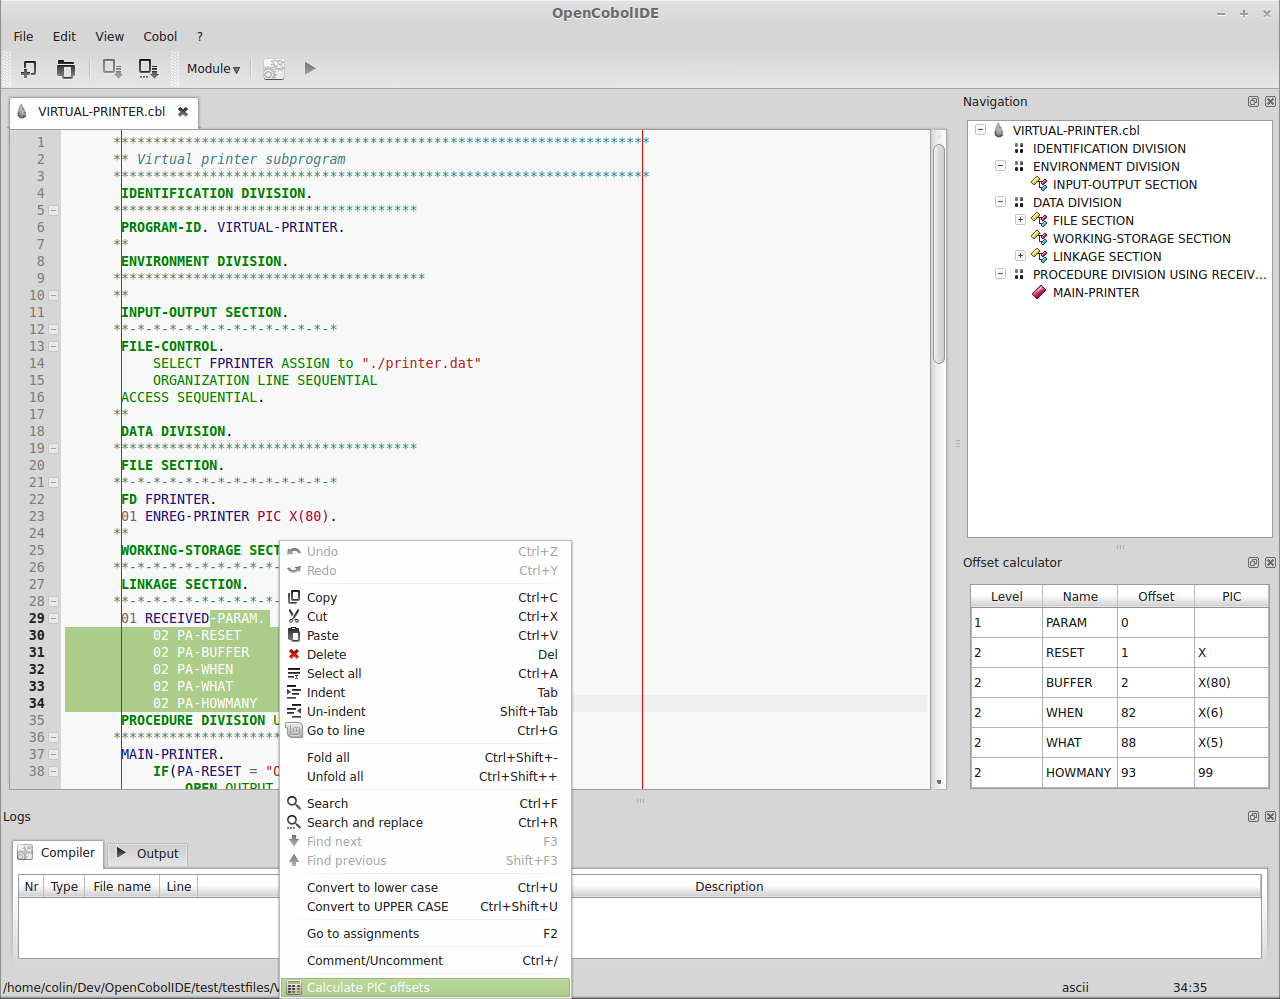 OpenCobolIDE
File Edit View Cobol ?
Module
VIRTUAL-PRINTER.cbl
1 *******************************************************************
2 ** Virtual printer subprogram
3 *******************************************************************
4 IDENTIFICATION DIVISION.
5 **************************************
6 PROGRAM-ID. VIRTUAL-PRINTER.
7 **
8 ENVIRONMENT DIVISION.
9 ***************************************
10 **
11 INPUT-OUTPUT SECTION.
12 **-*-*-*-*-*-*-*-*-*-*-*-*-*
13 FILE-CONTROL.
14 SELECT FPRINTER ASSIGN to "./printer.dat"
15 ORGANIZATION LINE SEQUENTIAL
16 ACCESS SEQUENTIAL.
17 **
18 DATA DIVISION.
19 **************************************
20 FILE SECTION.
21 **-*-*-*-*-*-*-*-*-*-*-*-*-*
22 FD FPRINTER.
23 01 ENREG-PRINTER PIC X(80).
24 **
25 WORKING-STORAGE SECT
26 **-*-*-*-*-*-*-*-*-*-
27 LINKAGE SECTION.
28 **-*-*-*-*-*-*-*-*-*-
29 01 RECEIVED-PARAM.
30 02 PA-RESET
31 02 PA-BUFFER
32 02 PA-WHEN
33 02 PA-WHAT
34 02 PA-HOWMANY
35 PROCEDURE DIVISION U
36 *********************
37 MAIN-PRINTER.
38 IF(PA-RESET = "O
OPEN OUTPUT
Undo Ctrl+Z
Redo Ctrl+Y
Copy Ctrl+C
Cut Ctrl+X
Paste Ctrl+V
Delete Del
Select all Ctrl+A
Indent Tab
Un-indent Shift+Tab
Go to line Ctrl+G
Fold all Ctrl+Shift+-
Unfold all Ctrl+Shift++
Search Ctrl+F
Search and replace Ctrl+R
Find next F3
Find previous Shift+F3
Convert to lower case Ctrl+U
Convert to UPPER CASE Ctrl+Shift+U
Go to assignments F2
Comment/Uncomment Ctrl+/
Calculate PIC offsets
Navigation
VIRTUAL-PRINTER.cbl
IDENTIFICATION DIVISION
ENVIRONMENT DIVISION
INPUT-OUTPUT SECTION
DATA DIVISION
FILE SECTION
WORKING-STORAGE SECTION
LINKAGE SECTION
PROCEDURE DIVISION USING RECEIV...
MAIN-PRINTER
Offset calculator
Level Name Offset PIC
1 PARAM 0
2 RESET 1 X
2 BUFFER 2 X(80)
2 WHEN 82 X(6)
2 WHAT 88 X(5)
2 HOWMANY 93 99
Logs
Compiler Output
Nr Type File name Line Description
/home/colin/Dev/OpenCobolIDE/test/testfiles/V ascii 34:35